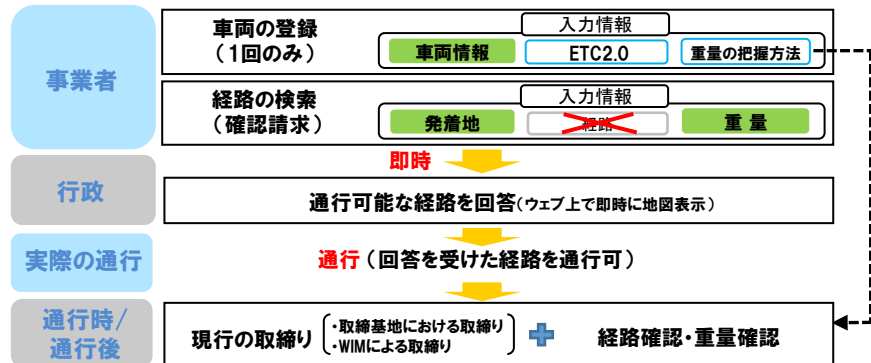 事業者
車両の登録
（1回のみ）
入力情報
車両情報
ETC2.0
重量の把握方法
経路の検索
（確認請求）
入力情報
発着地
経路
重量
即時
行政
通行可能な経路を回答（ウェブ上で即時に地図表示）
実際の通行
通行（回答を受けた経路を通行可）
通行時/
通行後
現行の取締り
・取締基地における取締り
・WIMによる取締り
経路確認・重量確認